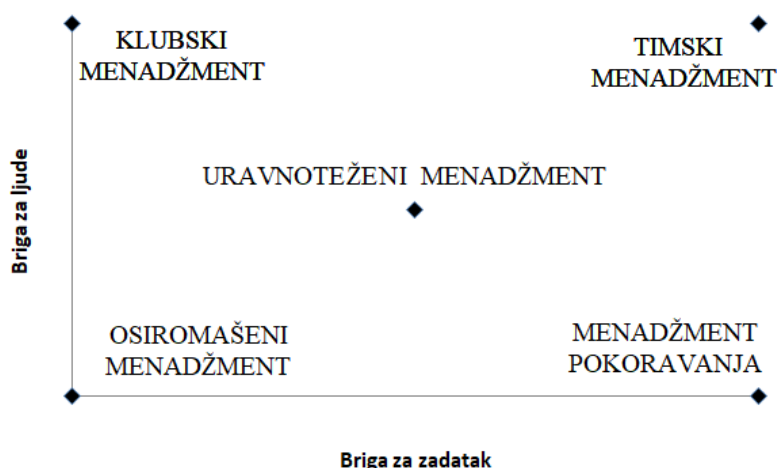 KLUBSKI
MENADŽMENT
TIMSKI
MENADŽMENT
URAVNOTEŽENI MENADŽMENT
Briga za ljude
OSIROMAŠENI
MENADŽMENT
MENADŽMENT
POKORAVANJA
Briga za zadatak